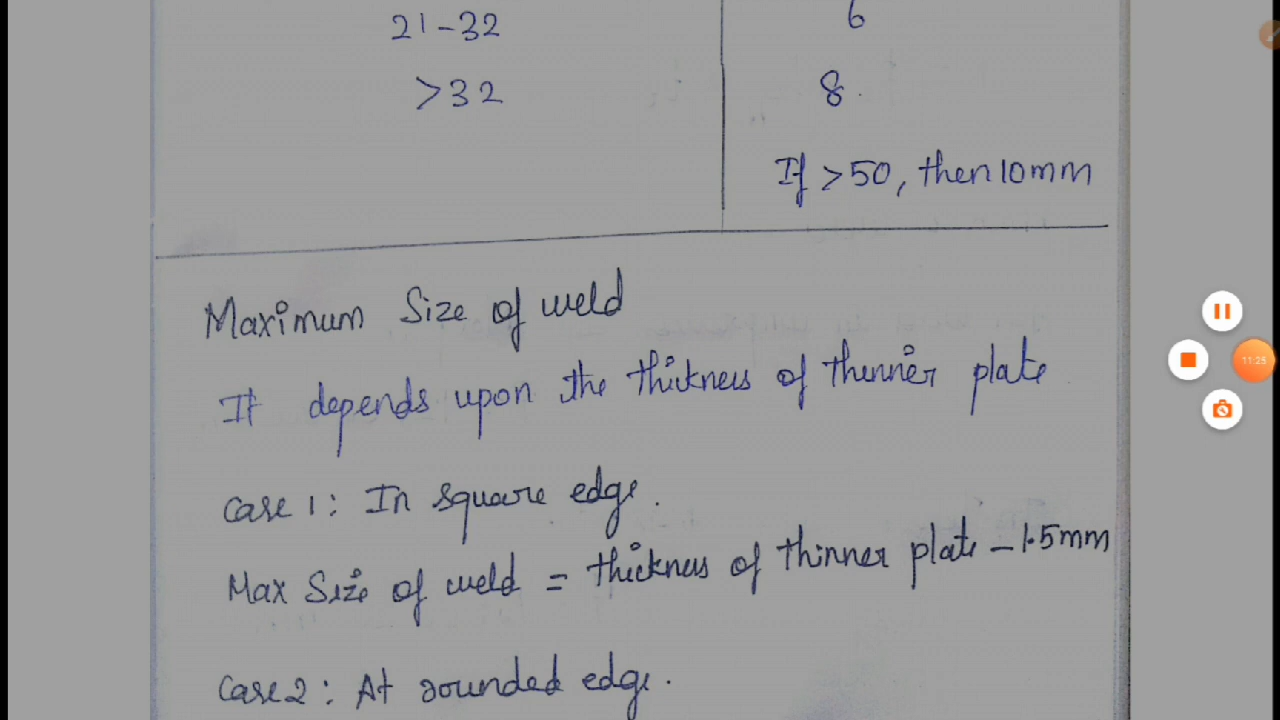 21-32 6
>32 8
If >50, then 10mm
Maximum Size of weld
It depends upon the thickness of thinner plate
Case 1: In square edge.
Max Size of weld = thickness of thinner plate - 1.5mm
Case 2: At rounded edge.
11:25